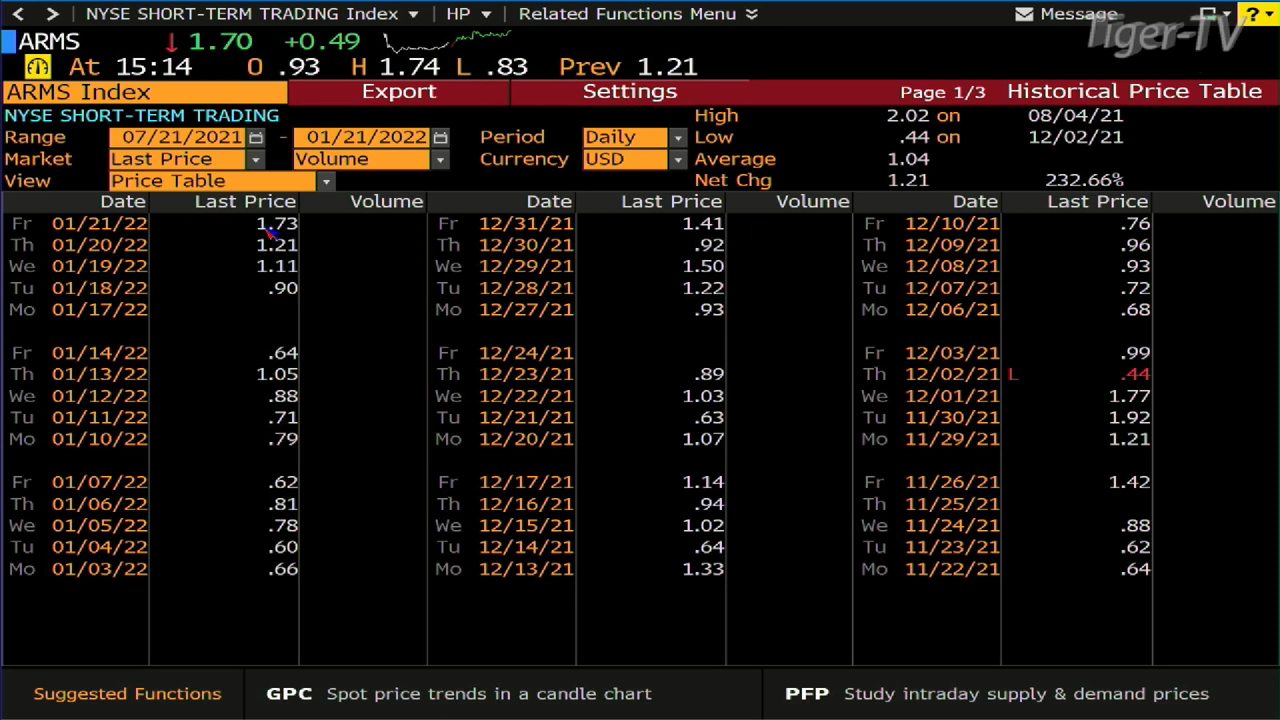 < > NYSE SHORT-TERM TRADING Index ▾ HP ▾ Related Functions Menu Message ? ▾
Tiger-TV
ARMS ↓ 1.70 +0.49
At 15:14 O .93 H 1.74 L .83 Prev 1.21
ARMS Index Export Settings Page 1/3 Historical Price Table
NYSE SHORT-TERM TRADING High 2.02 on 08/04/21
Range 07/21/2021 - 01/21/2022 Period Daily Low .44 on 12/02/21
Market Last Price Volume Currency USD Average 1.04
View Price Table Net Chg 1.21 232.66%
Date Last Price Volume Date Last Price Volume Date Last Price Volume
Fr 01/21/22 1.73 Fr 12/31/21 1.41 Fr 12/10/21 .76
Th 01/20/22 1.21 Th 12/30/21 .92 Th 12/09/21 .96
We 01/19/22 1.11 We 12/29/21 1.50 We 12/08/21 .93
Tu 01/18/22 .90 Tu 12/28/21 1.22 Tu 12/07/21 .72
Mo 01/17/22 Mo 12/27/21 .93 Mo 12/06/21 .68
Fr 01/14/22 .64 Fr 12/24/21 Fr 12/03/21 .99
Th 01/13/22 1.05 Th 12/23/21 .89 Th 12/02/21 L .44
We 01/12/22 .88 We 12/22/21 1.03 We 12/01/21 1.77
Tu 01/11/22 .71 Tu 12/21/21 .63 Tu 11/30/21 1.92
Mo 01/10/22 .79 Mo 12/20/21 1.07 Mo 11/29/21 1.21
Fr 01/07/22 .62 Fr 12/17/21 1.14 Fr 11/26/21 1.42
Th 01/06/22 .81 Th 12/16/21 .94 Th 11/25/21
We 01/05/22 .78 We 12/15/21 1.02 We 11/24/21 .88
Tu 01/04/22 .60 Tu 12/14/21 .64 Tu 11/23/21 .62
Mo 01/03/22 .66 Mo 12/13/21 1.33 Mo 11/22/21 .64
Suggested Functions GPC Spot price trends in a candle chart PFP Study intraday supply & demand prices